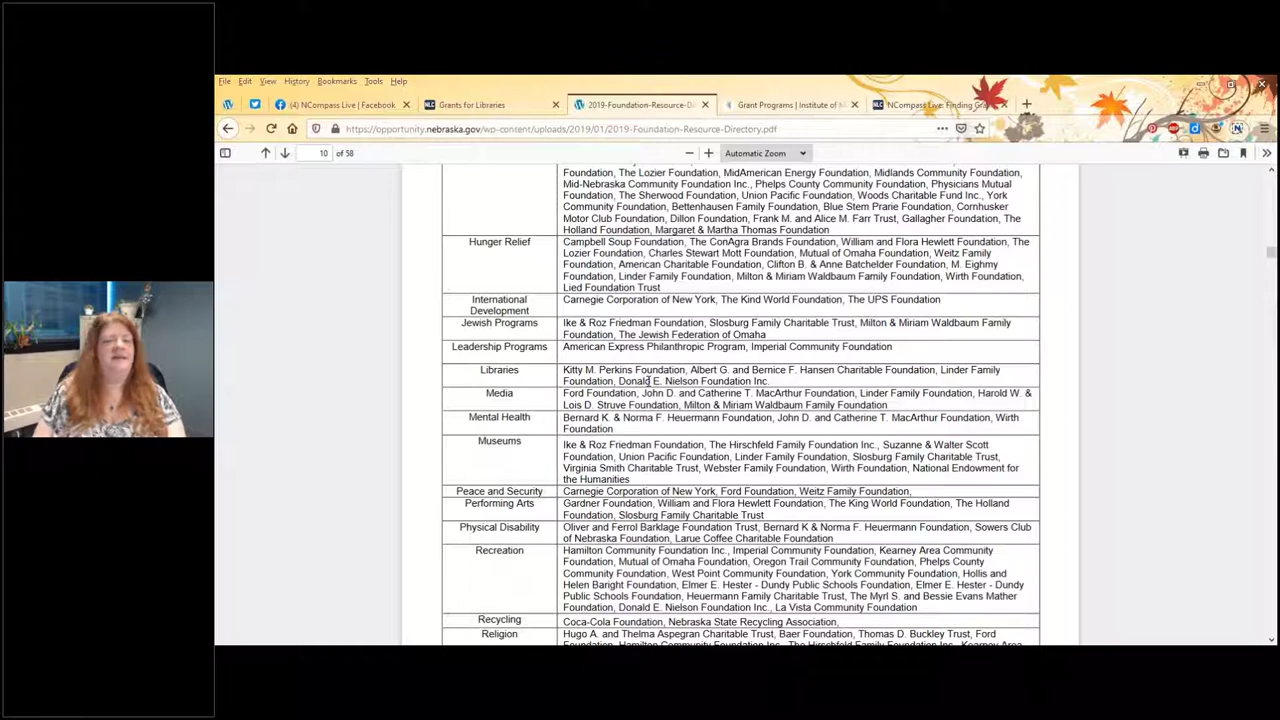 File Edit View History Bookmarks Tools Help
(4) NCompass Live | Facebook
Grants for Libraries
2019-Foundation-Resource-Di
Grant Programs | Institute of M
NCompass Live: Finding Gra
https://opportunity.nebraska.gov/wp-content/uploads/2019/01/2019-Foundation-Resource-Directory.pdf
10 of 58
Automatic Zoom
Foundation, The Lozier Foundation, MidAmerican Energy Foundation, Midlands Community Foundation,
Mid-Nebraska Community Foundation Inc., Phelps County Community Foundation, Physicians Mutual
Foundation, The Sherwood Foundation, Union Pacific Foundation, Woods Charitable Fund Inc., York
Community Foundation, Bettenhausen Family Foundation, Blue Stem Prarie Foundation, Cornhusker
Motor Club Foundation, Dillon Foundation, Frank M. and Alice M. Farr Trust, Gallagher Foundation, The
Holland Foundation, Margaret & Martha Thomas Foundation
Hunger Relief
Campbell Soup Foundation, The ConAgra Brands Foundation, William and Flora Hewlett Foundation, The
Lozier Foundation, Charles Stewart Mott Foundation, Mutual of Omaha Foundation, Weitz Family
Foundation, American Charitable Foundation, Clifton B. & Anne Batchelder Foundation, M. Eighmy
Foundation, Linder Family Foundation, Milton & Miriam Waldbaum Family Foundation, Wirth Foundation,
Lied Foundation Trust
International
Development
Carnegie Corporation of New York, The Kind World Foundation, The UPS Foundation
Jewish Programs
Ike & Roz Friedman Foundation, Slosburg Family Charitable Trust, Milton & Miriam Waldbaum Family
Foundation, The Jewish Federation of Omaha
Leadership Programs
American Express Philanthropic Program, Imperial Community Foundation
Libraries
Kitty M. Perkins Foundation, Albert G. and Bernice F. Hansen Charitable Foundation, Linder Family
Foundation, Donald E. Nielson Foundation Inc.
Media
Ford Foundation, John D. and Catherine T. MacArthur Foundation, Linder Family Foundation, Harold W. &
Lois D. Struve Foundation, Milton & Miriam Waldbaum Family Foundation
Mental Health
Bernard K. & Norma F. Heuermann Foundation, John D. and Catherine T. MacArthur Foundation, Wirth
Foundation
Museums
Ike & Roz Friedman Foundation, The Hirschfeld Family Foundation Inc., Suzanne & Walter Scott
Foundation, Union Pacific Foundation, Linder Family Foundation, Slosburg Family Charitable Trust,
Virginia Smith Charitable Trust, Webster Family Foundation, Wirth Foundation, National Endowment for
the Humanities
Peace and Security
Carnegie Corporation of New York, Ford Foundation, Weitz Family Foundation,
Performing Arts
Gardner Foundation, William and Flora Hewlett Foundation, The King World Foundation, The Holland
Foundation, Slosburg Family Charitable Trust
Physical Disability
Oliver and Ferrol Barklage Foundation Trust, Bernard K & Norma F. Heuermann Foundation, Sowers Club
of Nebraska Foundation, Larue Coffee Charitable Foundation
Recreation
Hamilton Community Foundation Inc., Imperial Community Foundation, Kearney Area Community
Foundation, Mutual of Omaha Foundation, Oregon Trail Community Foundation, Phelps County
Community Foundation, West Point Community Foundation, York Community Foundation, Hollis and
Helen Baright Foundation, Elmer E. Hester - Dundy Public Schools Foundation, Elmer E. Hester - Dundy
Public Schools Foundation, Heuermann Family Charitable Trust, The Myrl S. and Bessie Evans Mather
Foundation, Donald E. Nielson Foundation Inc., La Vista Community Foundation
Recycling
Coca-Cola Foundation, Nebraska State Recycling Association,
Religion
Hugo A. and Thelma Aspegran Charitable Trust, Baer Foundation, Thomas D. Buckley Trust, Ford
Foundation, Hamilton Community Foundation Inc., The Hirschfeld Family Foundation Inc., Kearney Area